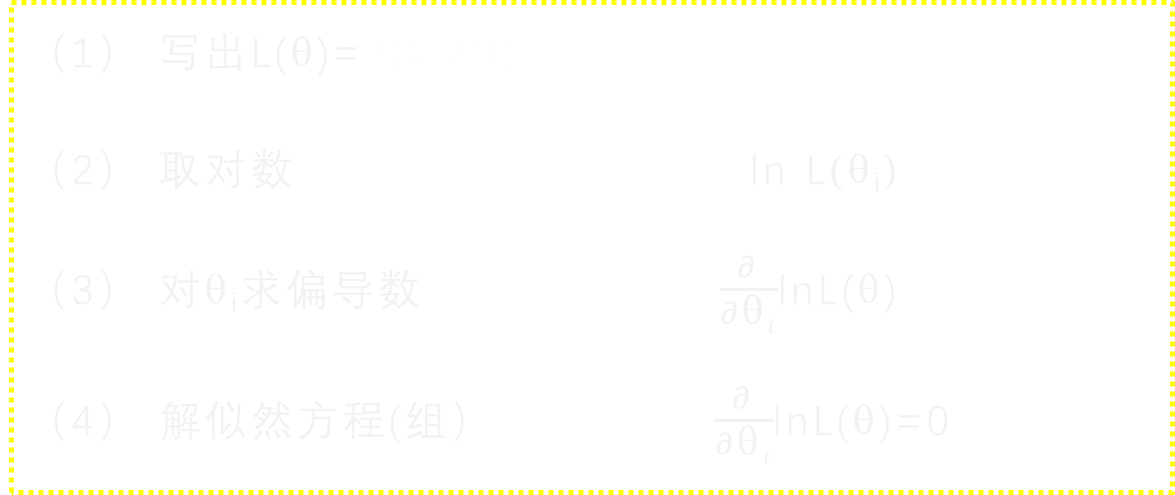 （1） 写出L(θ)=
（2） 取对数 ln L(θi)
（3） 对θi求偏导数 ∂/∂θi lnL(θ)
（4） 解似然方程(组） ∂/∂θi lnL(θ)=0